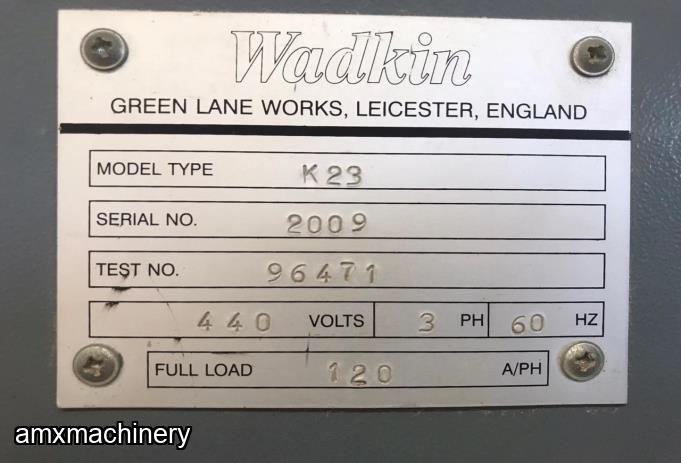 Wadkin
GREEN LANE WORKS, LEICESTER, ENGLAND
MODEL TYPE K23
SERIAL NO. 2009
TEST NO. 96471
440 VOLTS 3 PH 60 HZ
FULL LOAD 120 A/PH
amxmachinery